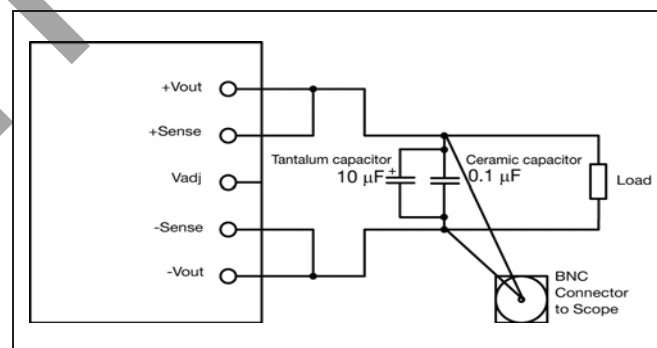 +Vout
+Sense
Vadj
-Sense
-Vout
Tantalum capacitor
10 µF
+
Ceramic capacitor
0.1 µF
Load
BNC
Connector
to Scope